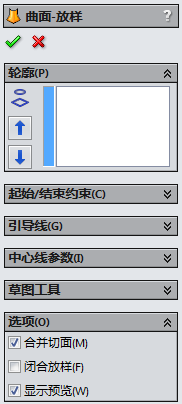 曲面-放样
?
轮廓(P)
起始/结束约束(C)
引导线(G)
中心线参数(I)
草图工具
选项(O)
合并切面(M)
闭合放样(F)
显示预览(W)